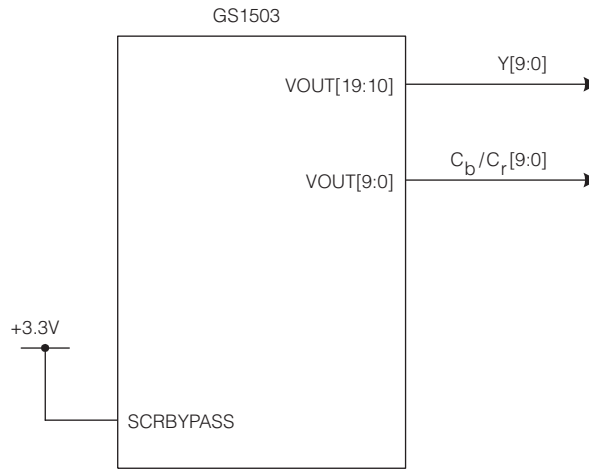 GS1503
VOUT[19:10]
Y[9:0]
VOUT[9:0]
Cb/Cr[9:0]
+3.3V
SCRBYPASS